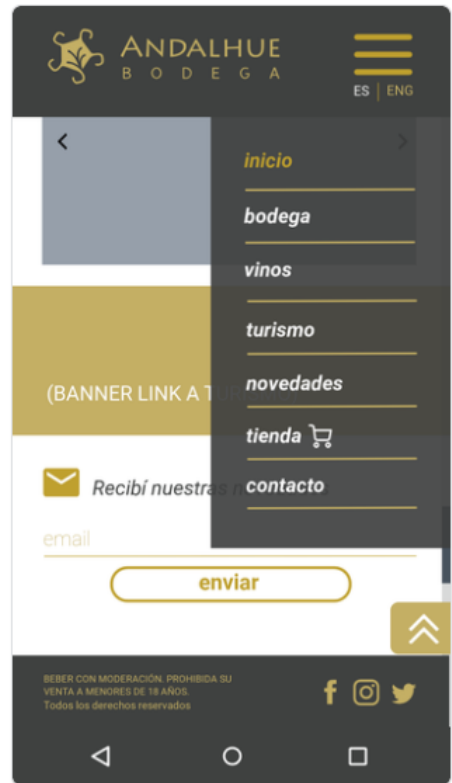 ANDALHUE
BODEGA
ES | ENG
inicio
bodega
vinos
turismo
(BANNER LINK A TURISMO)
novedades
tienda
Recibí nuestras
contacto
email
enviar
BEBER CON MODERACIÓN. PROHIBIDA SU
VENTA A MENORES DE 18 AÑOS.
Todos los derechos reservados